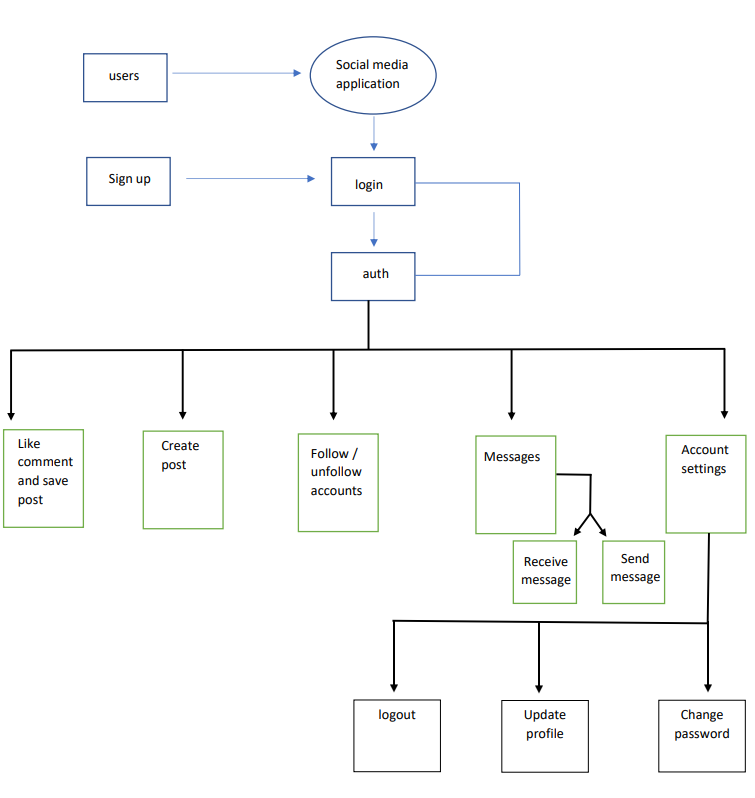 users
Social media
application
Sign up
login
auth
Like
comment
and save
post
Create
post
Follow /
unfollow
accounts
Messages
Account
settings
Receive
message
Send
message
logout
Update
profile
Change
password